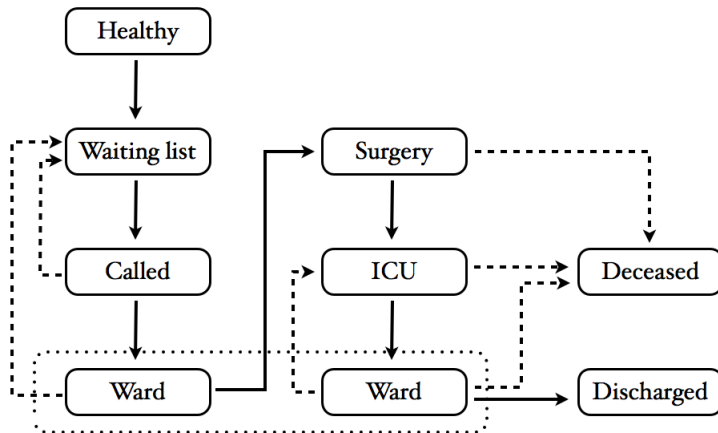 Healthy
Waiting list
Surgery
Called
ICU
Deceased
Ward
Ward
Discharged